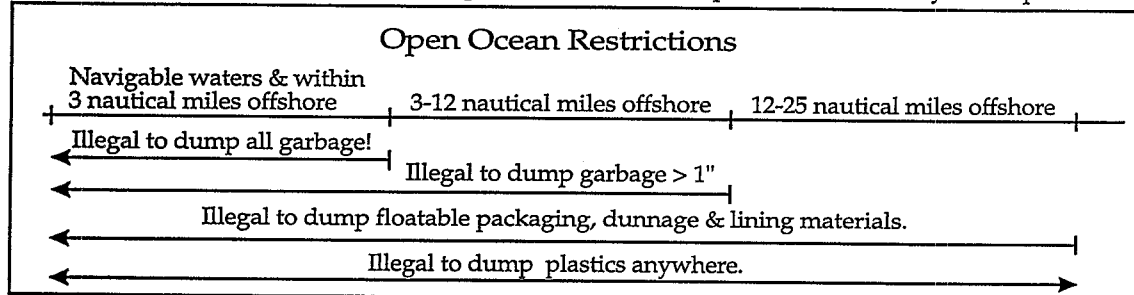 Open Ocean Restrictions
Navigable waters & within
3 nautical miles offshore
3-12 nautical miles offshore
12-25 nautical miles offshore
Illegal to dump all garbage!
Illegal to dump garbage > 1"
Illegal to dump floatable packaging, dunnage & lining materials.
Illegal to dump plastics anywhere.